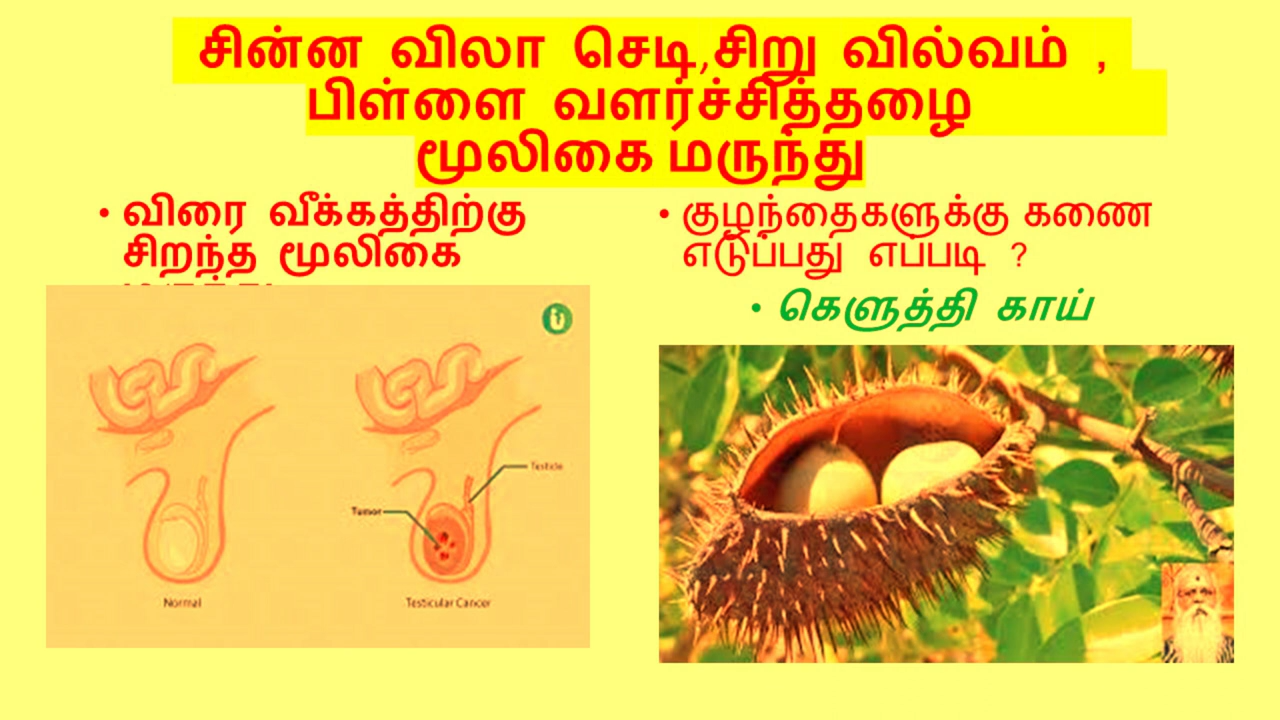 சின்ன விலா செடி,சிறு வில்வம் ,
பிள்ளை வளர்ச்சித்தழை
மூலிகை மருந்து
• விரை வீக்கத்திற்கு
சிறந்த மூலிகை
• குழந்தைகளுக்கு கணை
எடுப்பது எப்படி ?
• கெளுத்தி காய்
Testicle
Tumor
Normal
Testicular Cancer